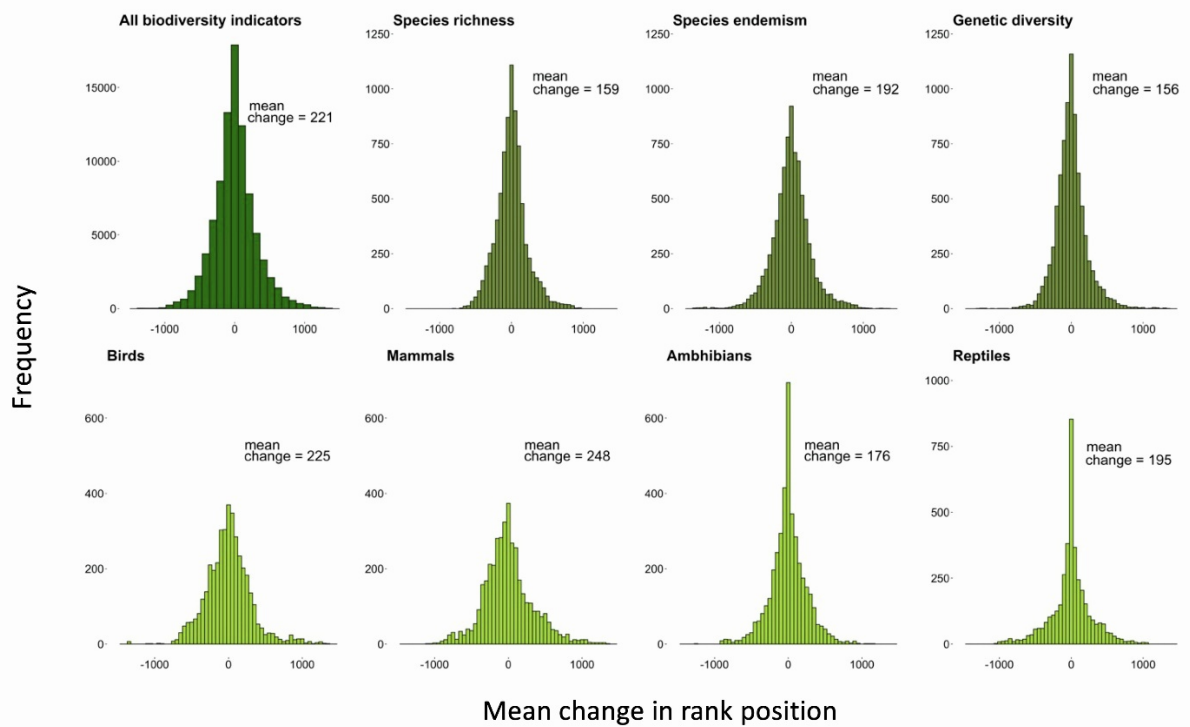 All biodiversity indicators
Species richness
Species endemism
Genetic diversity
15000
10000
5000
0
mean
change = 221
-1000 0 1000
1250
1000
750
500
250
0
mean
change = 159
-1000 0 1000
1250
1000
750
500
250
0
mean
change = 192
-1000 0 1000
1250
1000
750
500
250
0
mean
change = 156
-1000 0 1000
Frequency
Birds
Mammals
Ambhibians
Reptiles
600
400
200
0
mean
change = 225
-1000 0 1000
600
400
200
0
mean
change = 248
-1000 0 1000
600
400
200
0
mean
change = 176
-1000 0 1000
1000
750
500
250
0
mean
change = 195
-1000 0 1000
Mean change in rank position